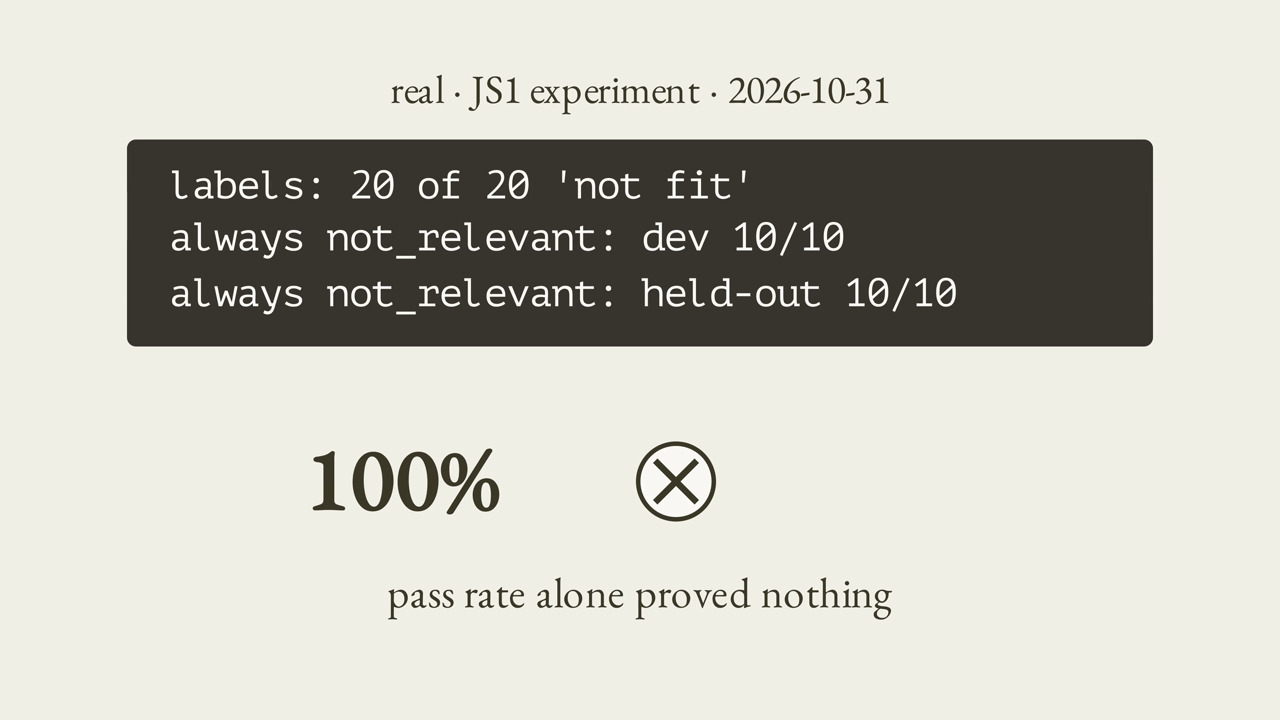 real · JS1 experiment · 2026-10-31
labels: 20 of 20 'not fit'
always not_relevant: dev 10/10
always not_relevant: held-out 10/10
100%
pass rate alone proved nothing